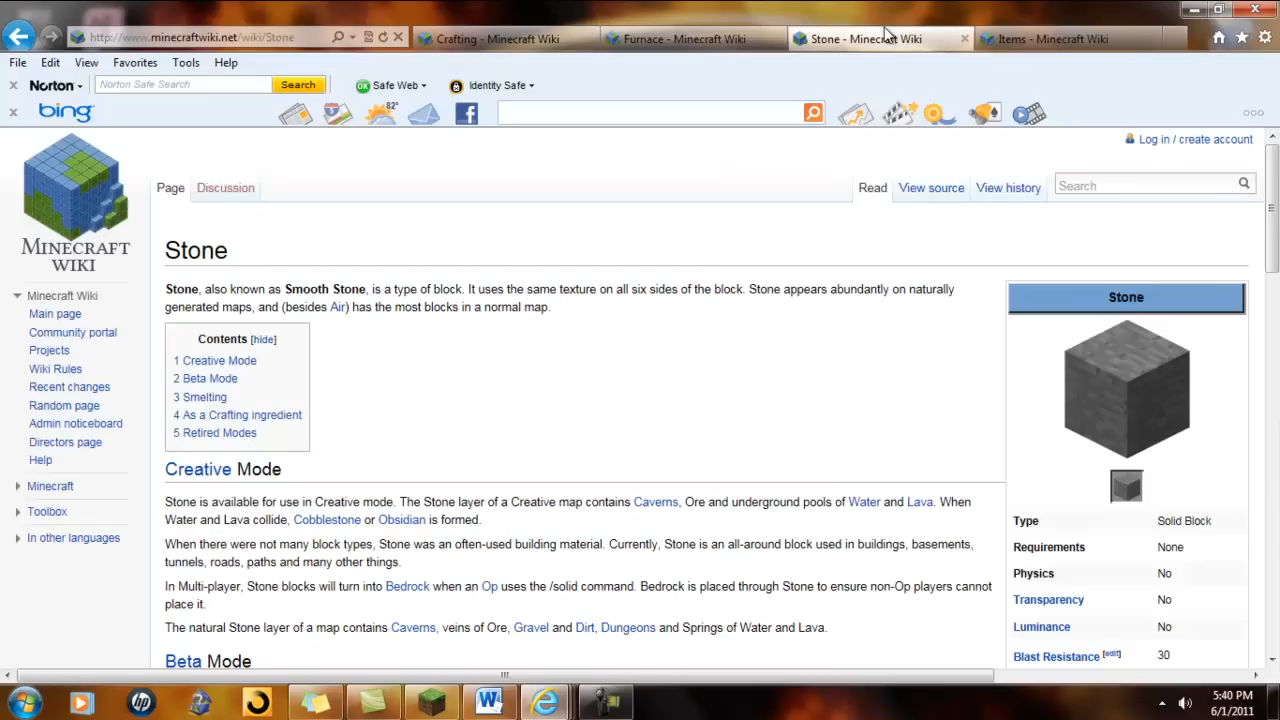 http://www.minecraftwiki.net/wiki/Stone
Crafting - Minecraft Wiki
Furnace - Minecraft Wiki
Stone - Minecraft Wiki
Items - Minecraft Wiki
File Edit View Favorites Tools Help
Norton Norton Safe Search Search OK Safe Web Identity Safe
bing 82°
Log in / create account
Page Discussion Read View source View history Search
MINECRAFT
WIKI
Minecraft Wiki
Main page
Community portal
Projects
Wiki Rules
Recent changes
Random page
Admin noticeboard
Directors page
Help
Minecraft
Toolbox
In other languages
Stone
Stone, also known as Smooth Stone, is a type of block. It uses the same texture on all six sides of the block. Stone appears abundantly on naturally
generated maps, and (besides Air) has the most blocks in a normal map.
Contents [hide]
1 Creative Mode
2 Beta Mode
3 Smelting
4 As a Crafting ingredient
5 Retired Modes
Creative Mode
Stone is available for use in Creative mode. The Stone layer of a Creative map contains Caverns, Ore and underground pools of Water and Lava. When
Water and Lava collide, Cobblestone or Obsidian is formed.
When there were not many block types, Stone was an often-used building material. Currently, Stone is an all-around block used in buildings, basements,
tunnels, roads, paths and many other things.
In Multi-player, Stone blocks will turn into Bedrock when an Op uses the /solid command. Bedrock is placed through Stone to ensure non-Op players cannot
place it.
The natural Stone layer of a map contains Caverns, veins of Ore, Gravel and Dirt, Dungeons and Springs of Water and Lava.
Beta Mode
Stone
Type Solid Block
Requirements None
Physics No
Transparency No
Luminance No
Blast Resistance [edit] 30
5:40 PM
6/1/2011